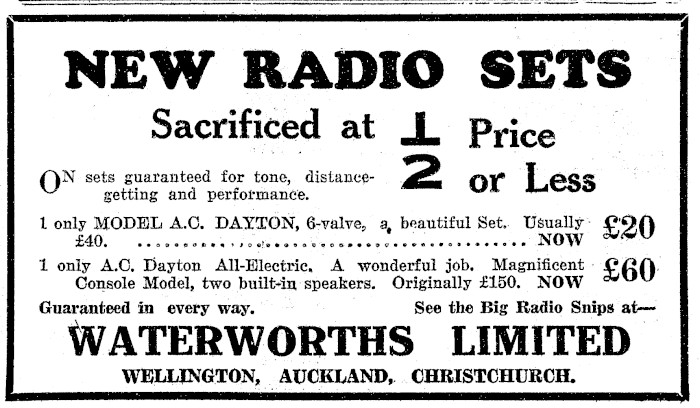 NEW RADIO SETS
Sacrificed at 1/2 Price
or Less
ON sets guaranteed for tone, distance-
getting and performance.
1 only MODEL A.C. DAYTON, 6-valve, a beautiful Set. Usually
£40. .......................................... NOW £20
1 only A.C. Dayton All-Electric. A wonderful job. Magnificent
Console Model, two built-in speakers. Originally £150. NOW £60
Guaranteed in every way. See the Big Radio Snips at—
WATERWORTHS LIMITED
WELLINGTON, AUCKLAND, CHRISTCHURCH.